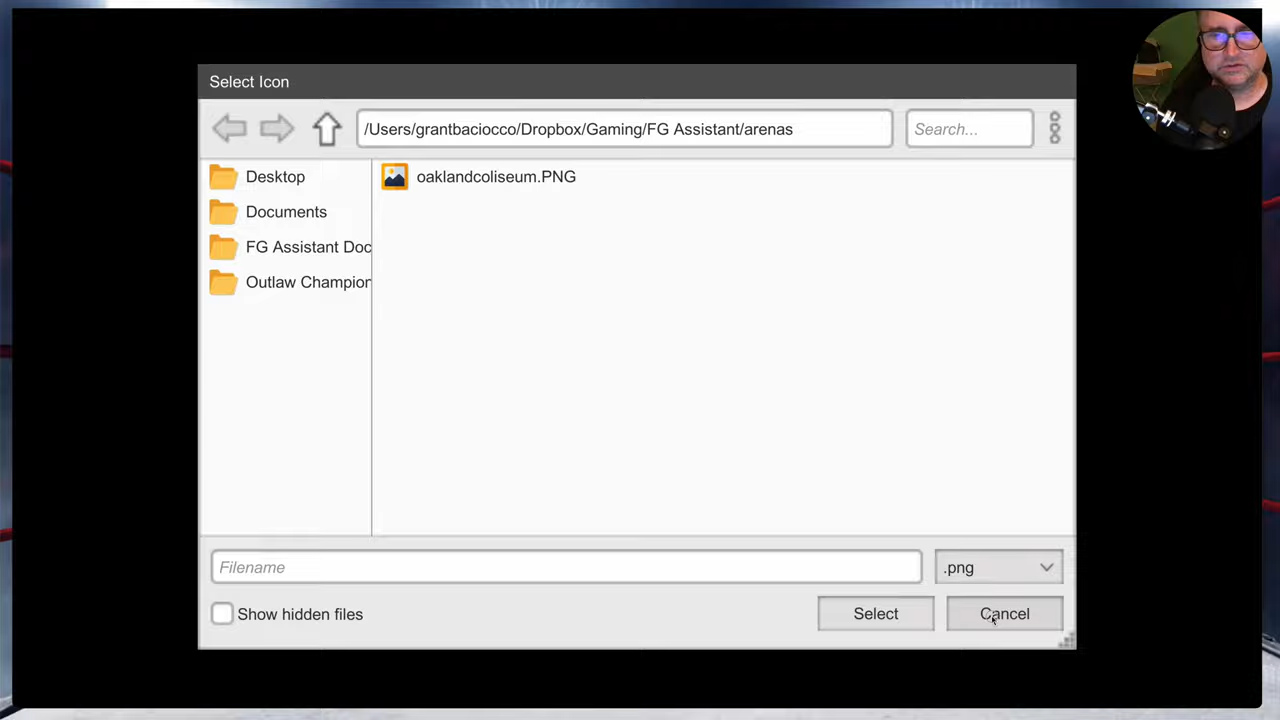 Select Icon
/Users/grantbaciocco/Dropbox/Gaming/FG Assistant/arenas
Search...
Desktop
Documents
FG Assistant Doc
Outlaw Champion
oaklandcoliseum.PNG
Filename
.png
Show hidden files
Select
Cancel